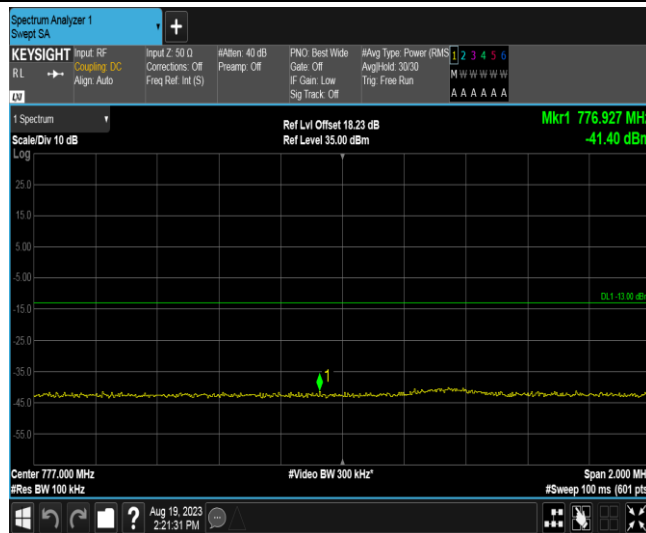 Spectrum Analyzer 1
Swept SA
+
KEYSIGHT
RL
LXI
Input: RF
Coupling: DC
Align: Auto
Input Z: 50 Ω
Corrections: Off
Freq Ref: Int (S)
#Atten: 40 dB
Preamp: Off
PNO: Best Wide
Gate: Off
IF Gain: Low
Sig Track: Off
#Avg Type: Power (RMS
Avg|Hold: 30/30
Trig: Free Run
1 2 3 4 5 6
M W W W W W
A A A A A A
1 Spectrum
Scale/Div 10 dB
Log
Ref Lvl Offset 18.23 dB
Ref Level 35.00 dBm
Mkr1 776.927 MHz
-41.40 dBm
25.0
15.0
5.00
-5.00
DL1 -13.00 dBm
-15.0
-25.0
-35.0
1
-45.0
-55.0
Center 777.000 MHz
#Res BW 100 kHz
#Video BW 300 kHz*
Span 2.000 MH
#Sweep 100 ms (601 pts
?
Aug 19, 2023
2:21:31 PM